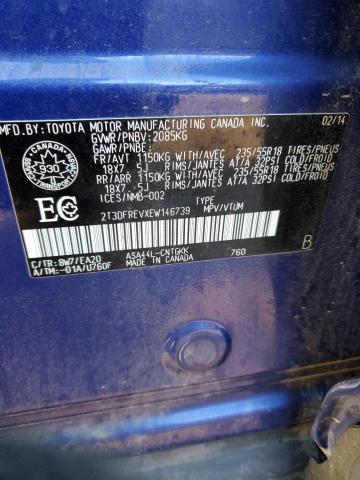 MFD.BY:TOYOTA MOTOR MANUFACTURING CANADA INC. 02/14
GVWR/PNBV: 2085KG
GAWR/PNBE:
FR/AVT 1150KG WITH/AVEC 235/55R18 TIRES/PNEUS
18X7 J RIMS/JANTES AT/A 32PSI COLD/FROID
RR/ARR 1150KG WITH/AVEC 235/55R18 TIRES/PNEUS
18X7 J RIMS/JANTES AT/A 32PSI COLD/FROID
ICES/NMB-002
CANADA
930
EC
2T3DFREVXEW146739 TYPE MPV/VTUM
B
C/TR:8W7/EA20 ASA44L-CNTGKK 760
A/TM:-01A/U760F MADE IN CANADA